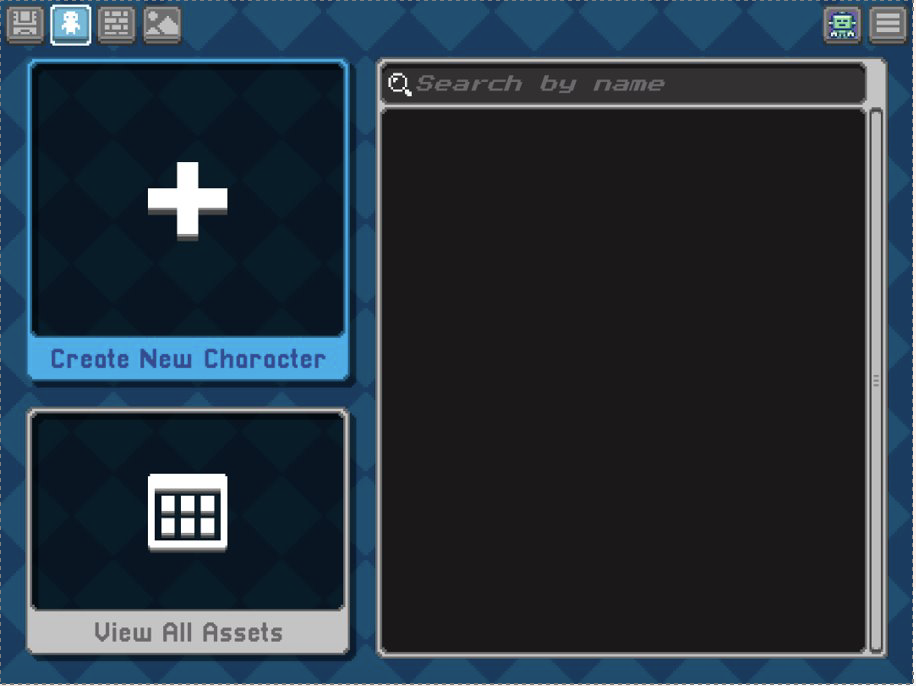 Search by name
Create New Character
View All Assets